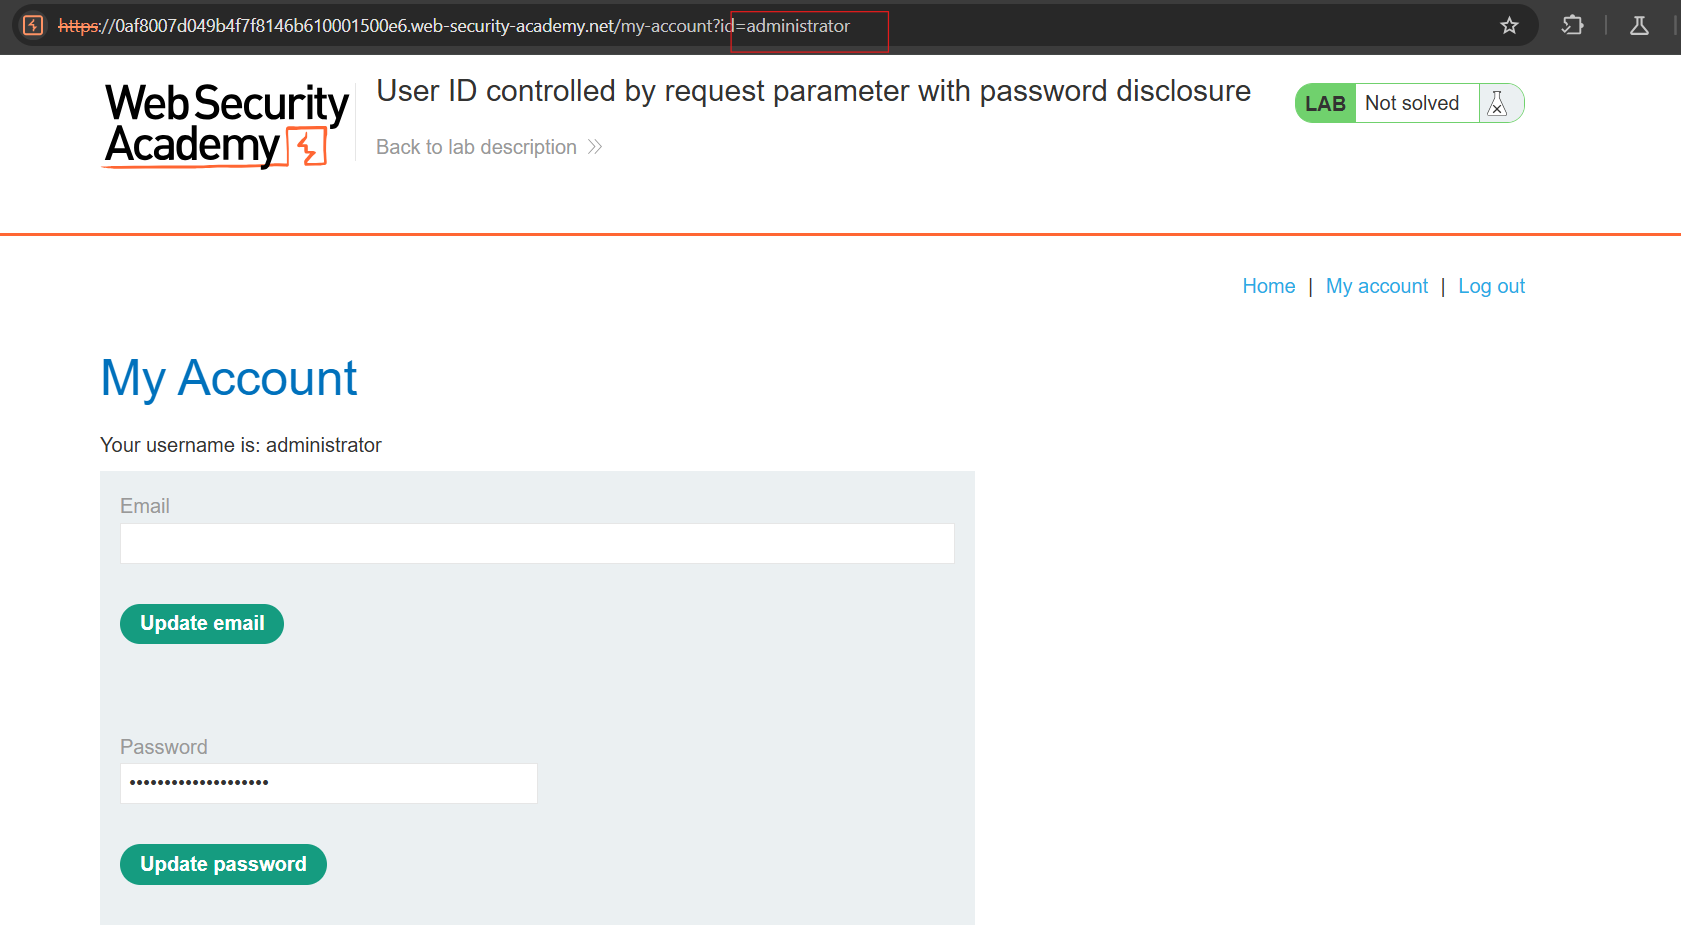 https://0af8007d049b4f7f8146b610001500e6.web-security-academy.net/my-account?id=administrator
Web Security
Academy
User ID controlled by request parameter with password disclosure
Back to lab description
LAB Not solved
Home | My account | Log out
My Account
Your username is: administrator
Email
Update email
Password
••••••••••••••••••••
Update password